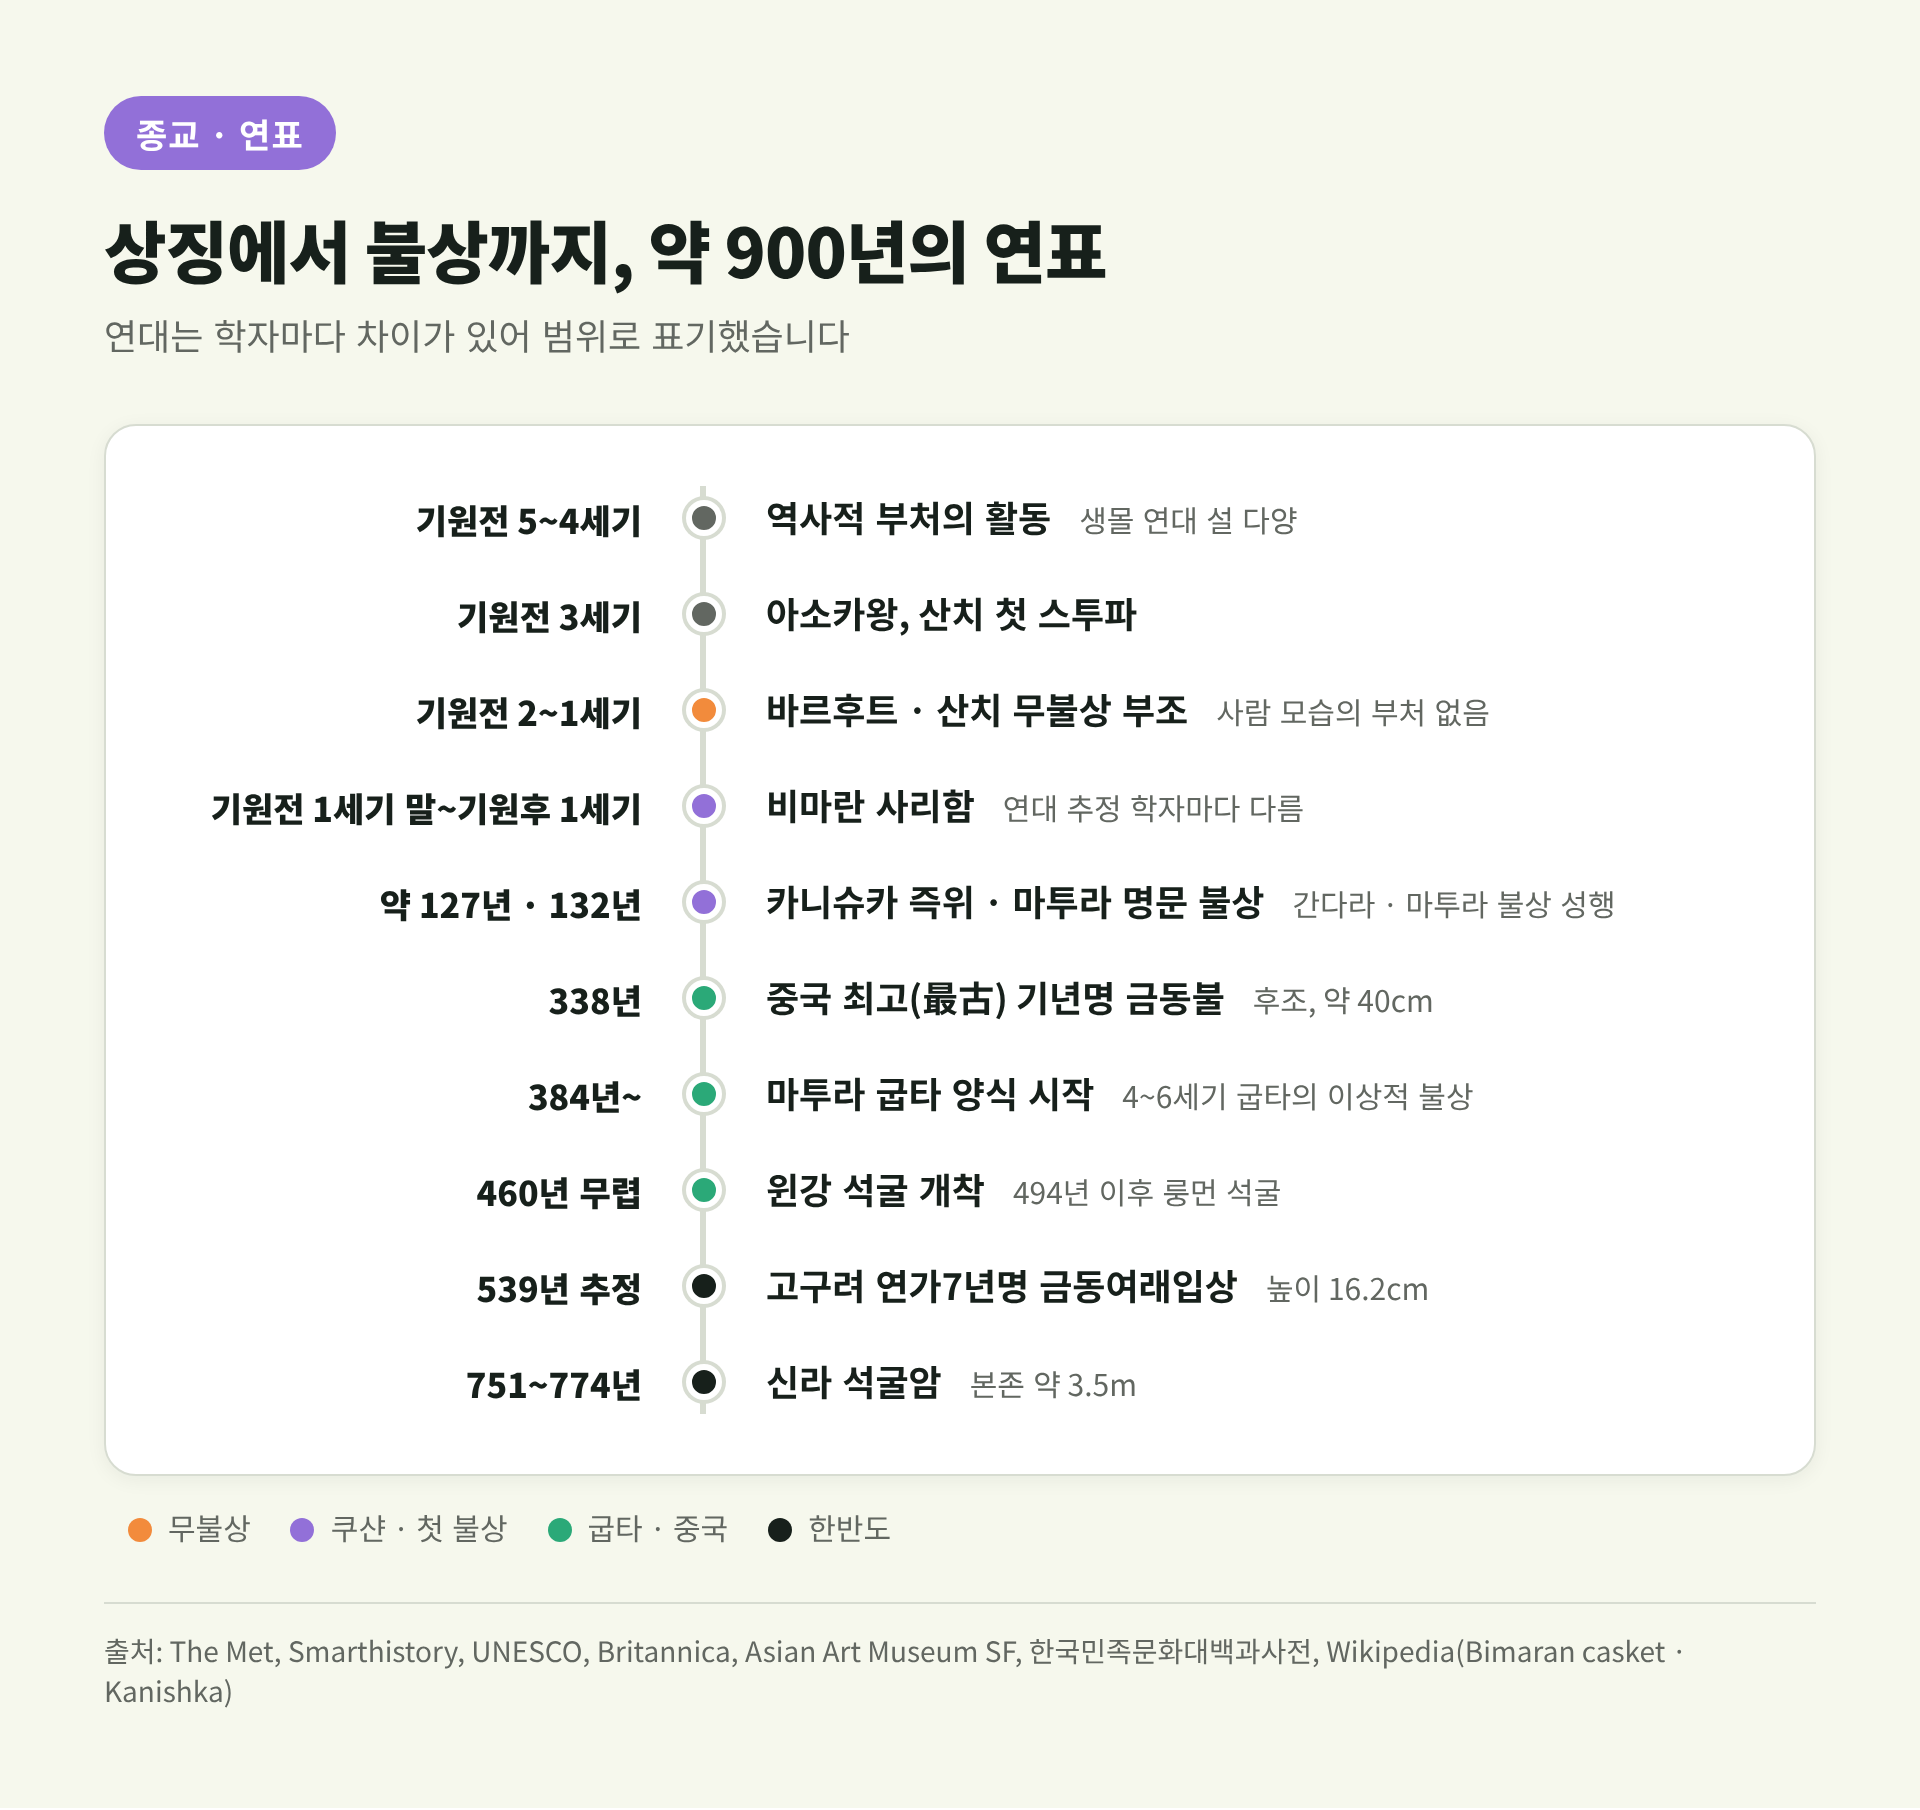 종교 · 연표
상징에서 불상까지, 약 900년의 연표
연대는 학자마다 차이가 있어 범위로 표기했습니다
기원전 5~4세기 역사적 부처의 활동 생몰 연대 설 다양
기원전 3세기 아소카왕, 산치 첫 스투파
기원전 2~1세기 바르후트 · 산치 무불상 부조 사람 모습의 부처 없음
기원전 1세기 말~기원후 1세기 비마란 사리함 연대 추정 학자마다 다름
약 127년 · 132년 카니슈카 즉위 · 마투라 명문 불상 간다라 · 마투라 불상 성행
338년 중국 최고(最古) 기년명 금동불 후조, 약 40cm
384년~ 마투라 굽타 양식 시작 4~6세기 굽타의 이상적 불상
460년 무렵 윈강 석굴 개착 494년 이후 룽먼 석굴
539년 추정 고구려 연가7년명 금동여래입상 높이 16.2cm
751~774년 신라 석굴암 본존 약 3.5m
무불상 쿠샨 · 첫 불상 굽타 · 중국 한반도
출처: The Met, Smarthistory, UNESCO, Britannica, Asian Art Museum SF, 한국민족문화대백과사전, Wikipedia(Bimaran casket ·
Kanishka)